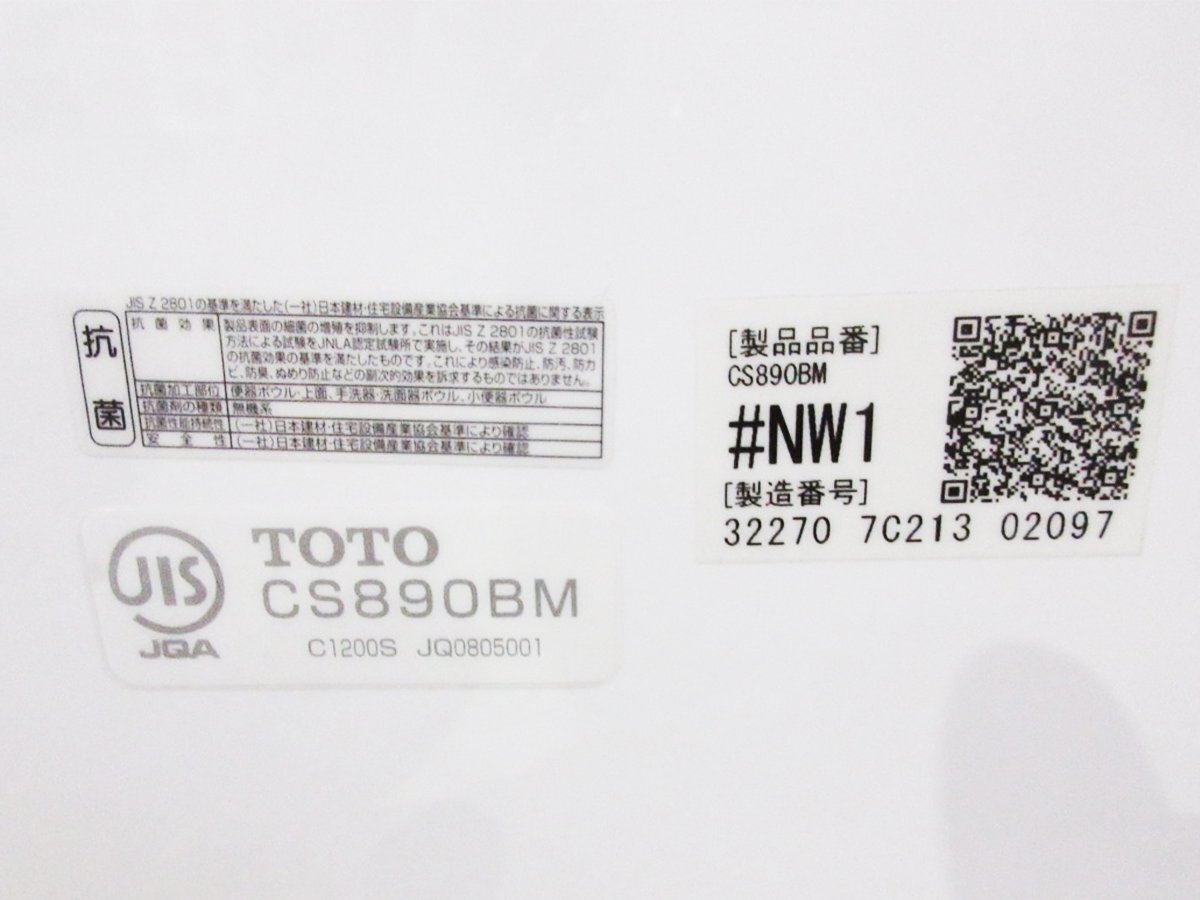 JIS Z 2801の基準を満たした(一社)日本建材・住宅設備産業協会基準による抗菌に関する表示
抗菌
抗菌効果
製品表面の細菌の増殖を抑制します。これはJIS Z 2801の抗菌性試験
方法による試験をJNLA認定試験所で実施し、その結果がJIS Z 2801
の抗菌効果の基準を満たしたものです。これにより感染防止、防汚、防カ
ビ、防臭、ぬめり防止などの副次的効果を訴求するものではありません。
抗菌加工部位 便器ボウル・上面、手洗器・洗面器ボウル、小便器ボウル
抗菌剤の種類 無機系
抗菌性能持続性 (一社)日本建材・住宅設備産業協会基準により確認
安全性 (一社)日本建材・住宅設備産業協会基準により確認
JIS
JQA
TOTO
CS890BM
C1200S JQ0805001
[製品品番]
CS890BM
#NW1
[製造番号]
32270 7C213 02097